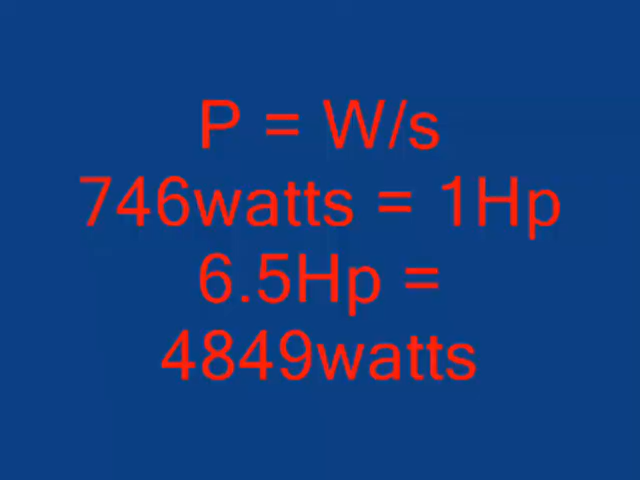 P = W/s
746watts = 1Hp
6.5Hp =
4849watts